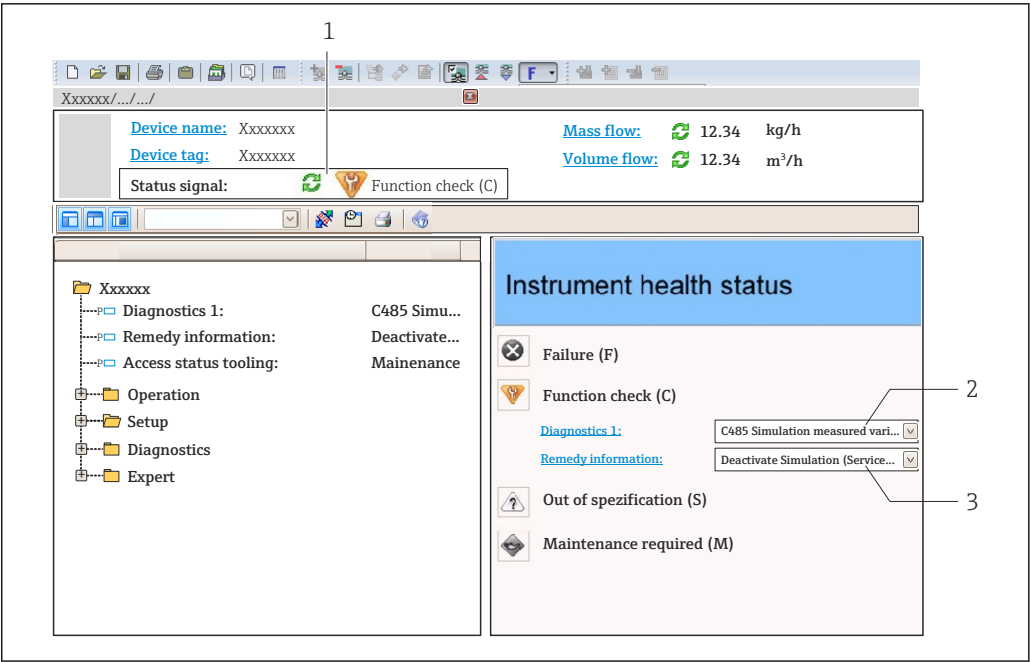 1
F
Xxxxxx/.../.../
Device name: Xxxxxxx
Mass flow: 12.34 kg/h
Device tag: Xxxxxxx
Volume flow: 12.34 m³/h
Status signal: Function check (C)
Xxxxxx
Instrument health status
P Diagnostics 1: C485 Simu...
P Remedy information: Deactivate...
P Access status tooling: Mainenance
Operation
Setup
Diagnostics
Expert
Failure (F)
Function check (C)
2
Diagnostics 1: C485 Simulation measured vari...
Remedy information: Deactivate Simulation (Service...
3
Out of spezification (S)
Maintenance required (M)